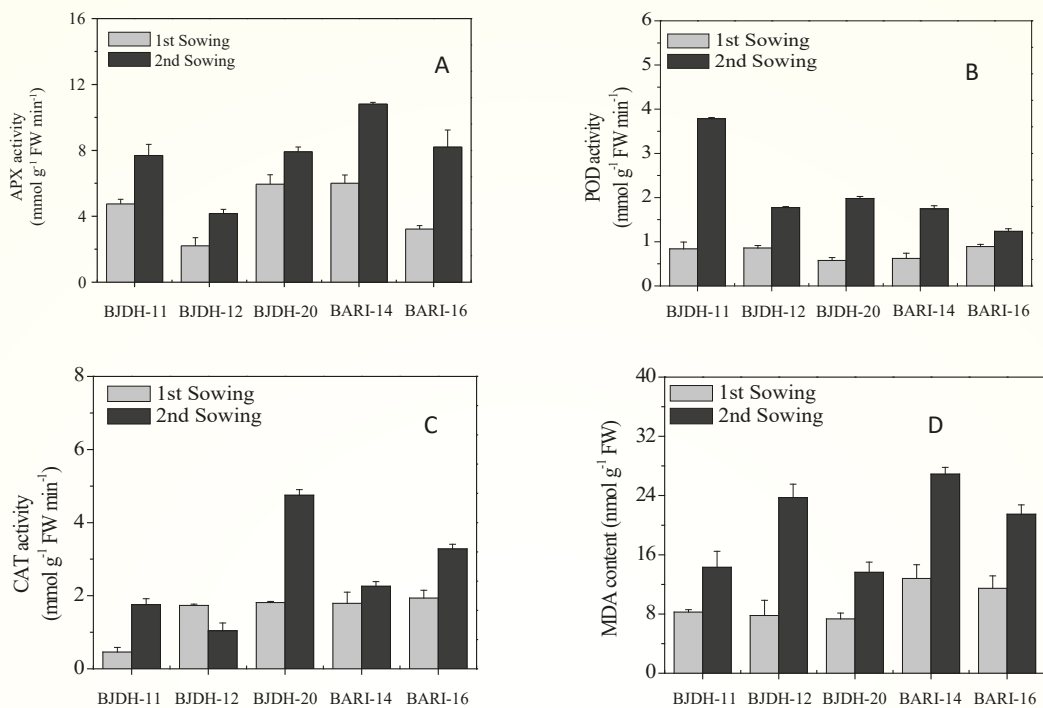 16
12
8
4
0
APX activity
(mmol g⁻¹ FW min⁻¹)
1st Sowing
2nd Sowing
A
BJDH-11 BJDH-12 BJDH-20 BARI-14 BARI-16
6
5
4
3
2
1
0
POD activity
(mmol g⁻¹ FW min⁻¹)
1st Sowing
2nd Sowing
B
BJDH-11 BJDH-12 BJDH-20 BARI-14 BARI-16
8
6
4
2
0
CAT activity
(mmol g⁻¹ FW min⁻¹)
1st Sowing
2nd Sowing
C
BJDH-11 BJDH-12 BJDH-20 BARI-14 BARI-16
40
32
24
16
8
0
MDA content (nmol g⁻¹ FW)
1st Sowing
2nd Sowing
D
BJDH-11 BJDH-12 BJDH-20 BARI-14 BARI-16